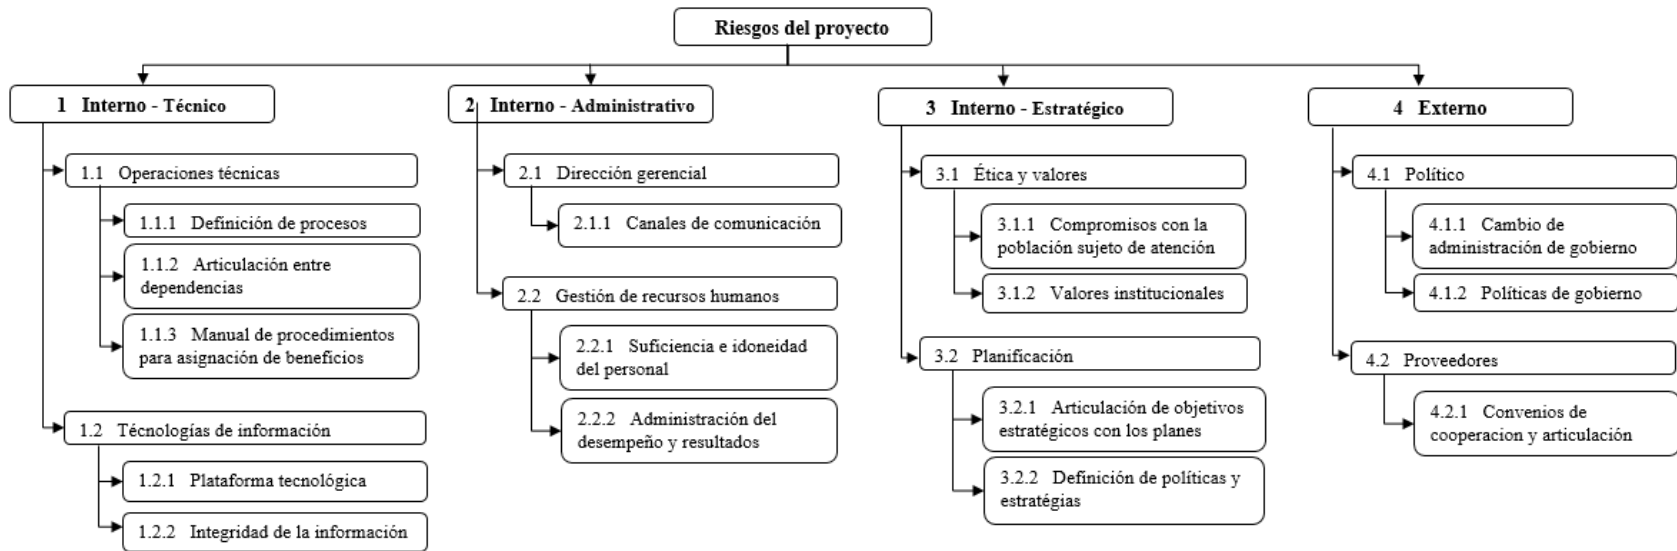 Riesgos del proyecto
1 Interno - Técnico
1.1 Operaciones técnicas
1.1.1 Definición de procesos
1.1.2 Articulación entre
dependencias
1.1.3 Manual de procedimientos
para asignación de beneficios
1.2 Técnologías de información
1.2.1 Plataforma tecnológica
1.2.2 Integridad de la información
2 Interno - Administrativo
2.1 Dirección gerencial
2.1.1 Canales de comunicación
2.2 Gestión de recursos humanos
2.2.1 Suficiencia e idoneidad
del personal
2.2.2 Administración del
desempeño y resultados
3 Interno - Estratégico
3.1 Ética y valores
3.1.1 Compromisos con la
población sujeto de atención
3.1.2 Valores institucionales
3.2 Planificación
3.2.1 Articulación de objetivos
estratégicos con los planes
3.2.2 Definición de políticas y
estratégias
4 Externo
4.1 Político
4.1.1 Cambio de
administración de gobierno
4.1.2 Políticas de gobierno
4.2 Proveedores
4.2.1 Convenios de
cooperacion y articulación